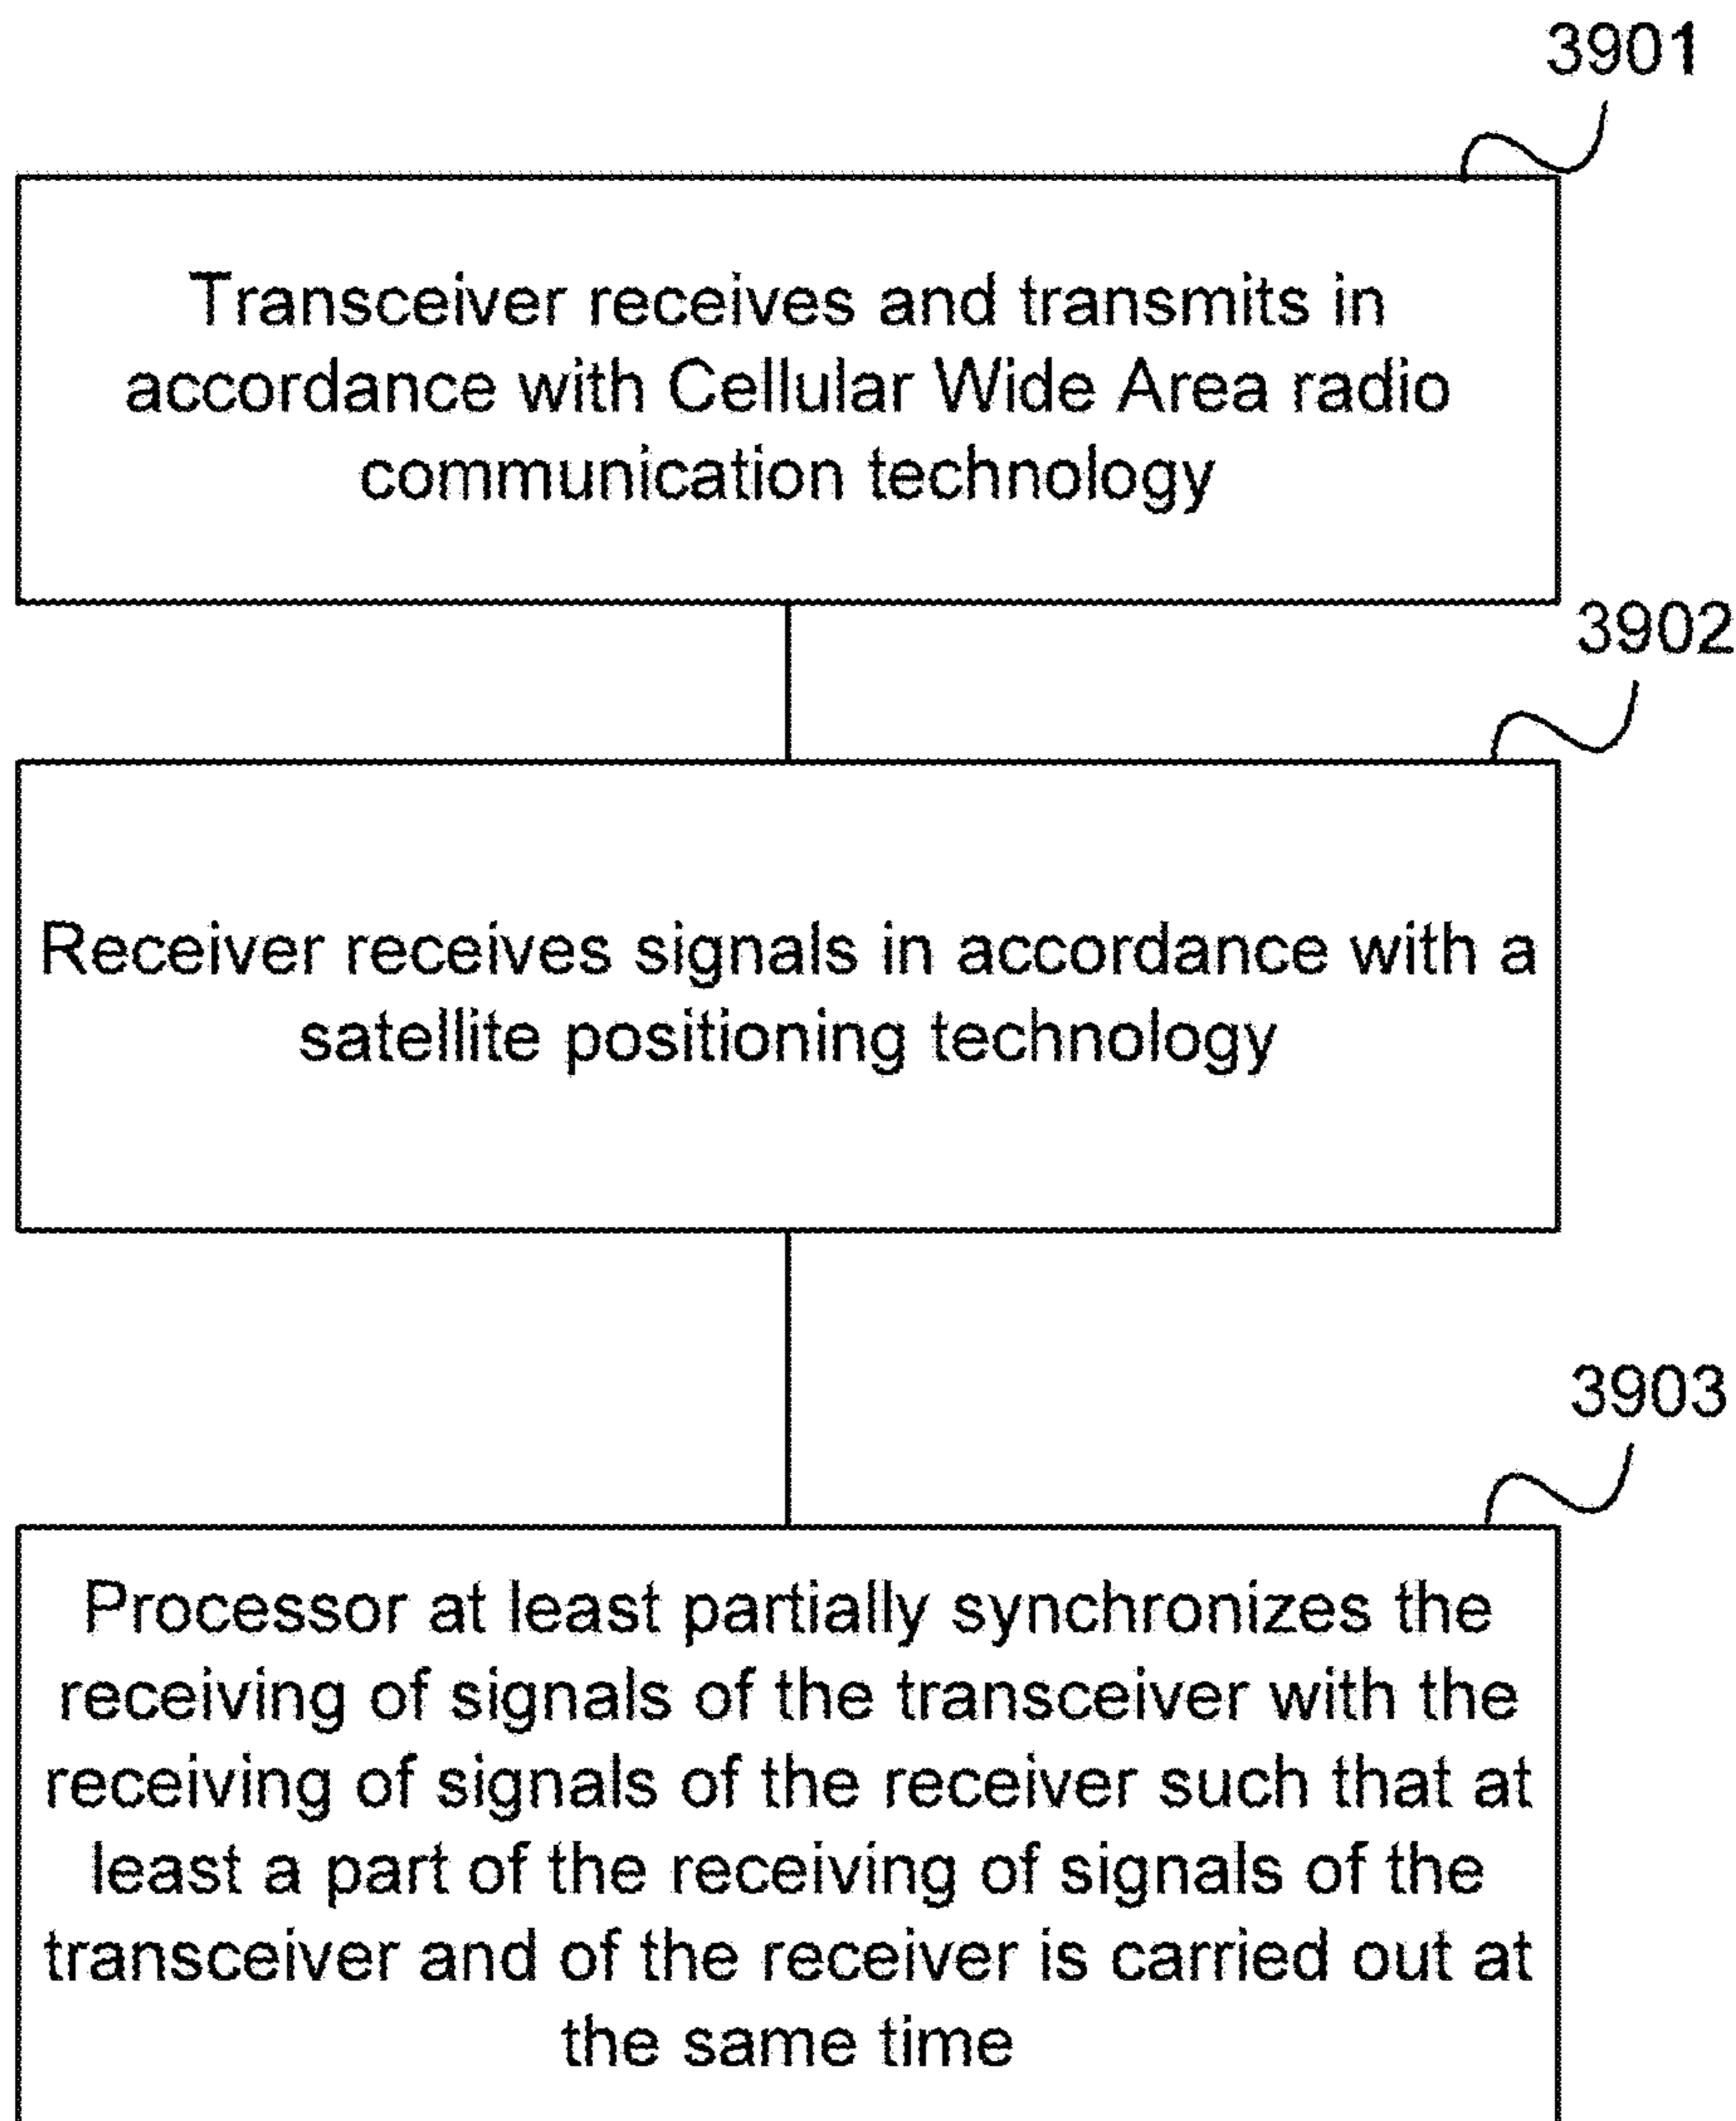 3901
Transceiver receives and transmits in
accordance with Cellular Wide Area radio
communication technology
3902
Receiver receives signals in accordance with a
satellite positioning technology
3903
Processor at least partially synchronizes the
receiving of signals of the transceiver with the
receiving of signals of the receiver such that at
least a part of the receiving of signals of the
transceiver and of the receiver is carried out at
the same time